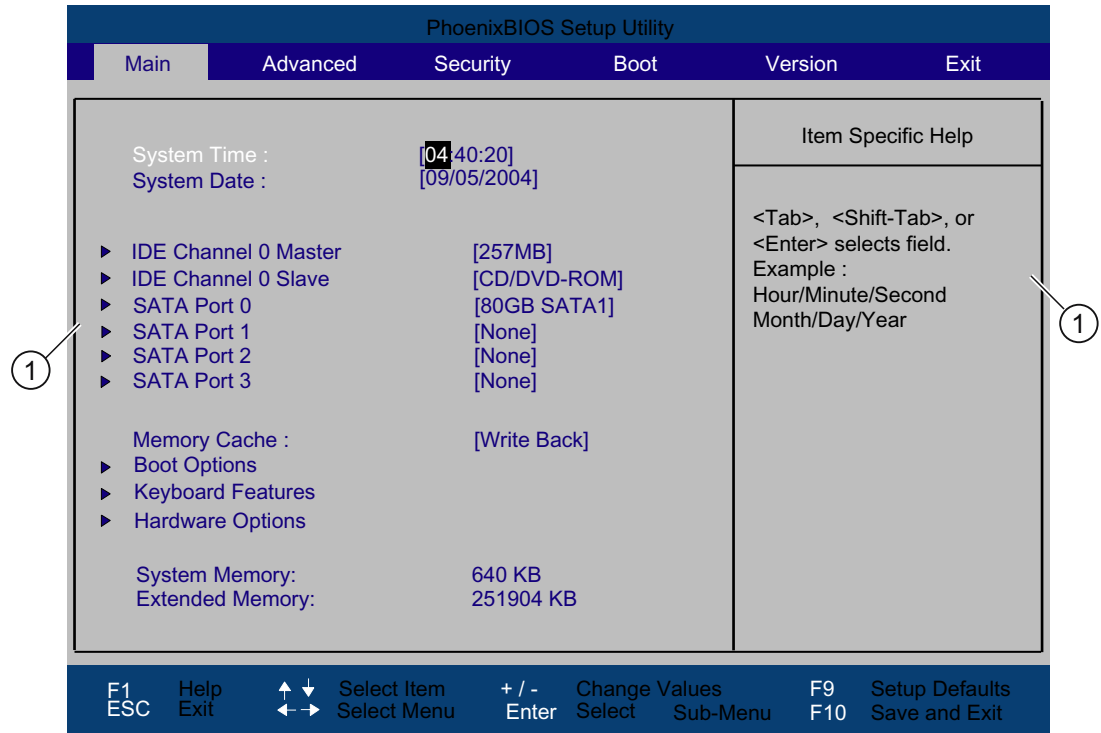 PhoenixBIOS Setup Utility
Main Advanced Security Boot Version Exit
System Time : [04:40:20]
System Date : [09/05/2004]
IDE Channel 0 Master [257MB]
IDE Channel 0 Slave [CD/DVD-ROM]
SATA Port 0 [80GB SATA1]
SATA Port 1 [None]
SATA Port 2 [None]
SATA Port 3 [None]
Memory Cache : [Write Back]
Boot Options
Keyboard Features
Hardware Options
System Memory: 640 KB
Extended Memory: 251904 KB
Item Specific Help
<Tab>, <Shift-Tab>, or
<Enter> selects field.
Example :
Hour/Minute/Second
Month/Day/Year
1
1
F1 Help Select Item + / - Change Values F9 Setup Defaults
ESC Exit Select Menu Enter Select Sub-Menu F10 Save and Exit